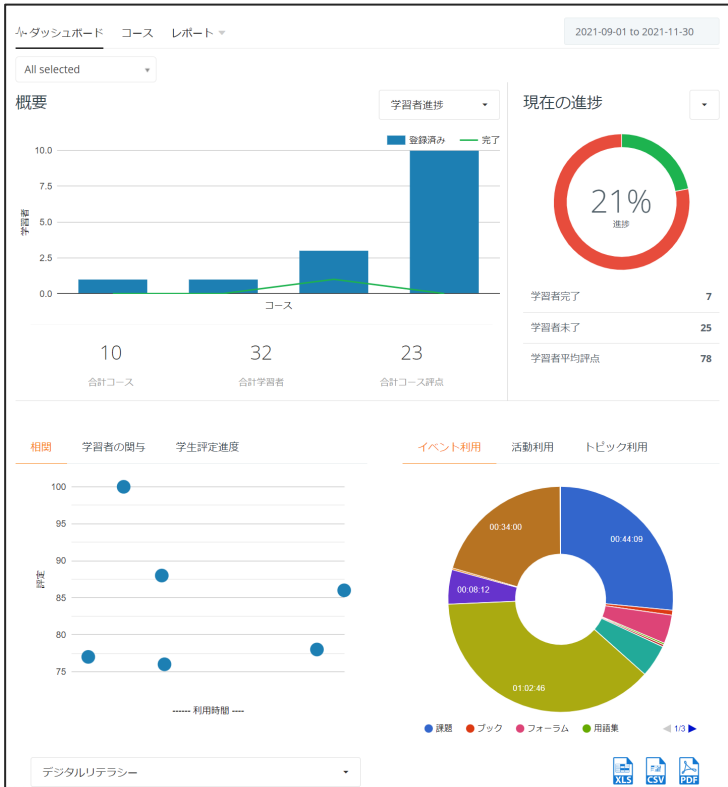 ダッシュボード コース レポート
2021-09-01 to 2021-11-30
All selected
概要
学習者進捗
登録済み 完了
10.0
7.5
5.0
2.5
0.0
学習者
コース
10 32 23
合計コース 合計学習者 合計コース評点
現在の進捗
21%
進捗
学習者完了 7
学習者未了 25
学習者平均評点 78
相関 学習者の関与 学生評定進度
100
95
90
85
80
75
評定
------ 利用時間 ----
デジタルリテラシー
イベント利用 活動利用 トピック利用
00:34:00
00:44:09
00:08:12
01:02:46
課題 ブック フォーラム 用語集 1/3
XLS CSV PDF